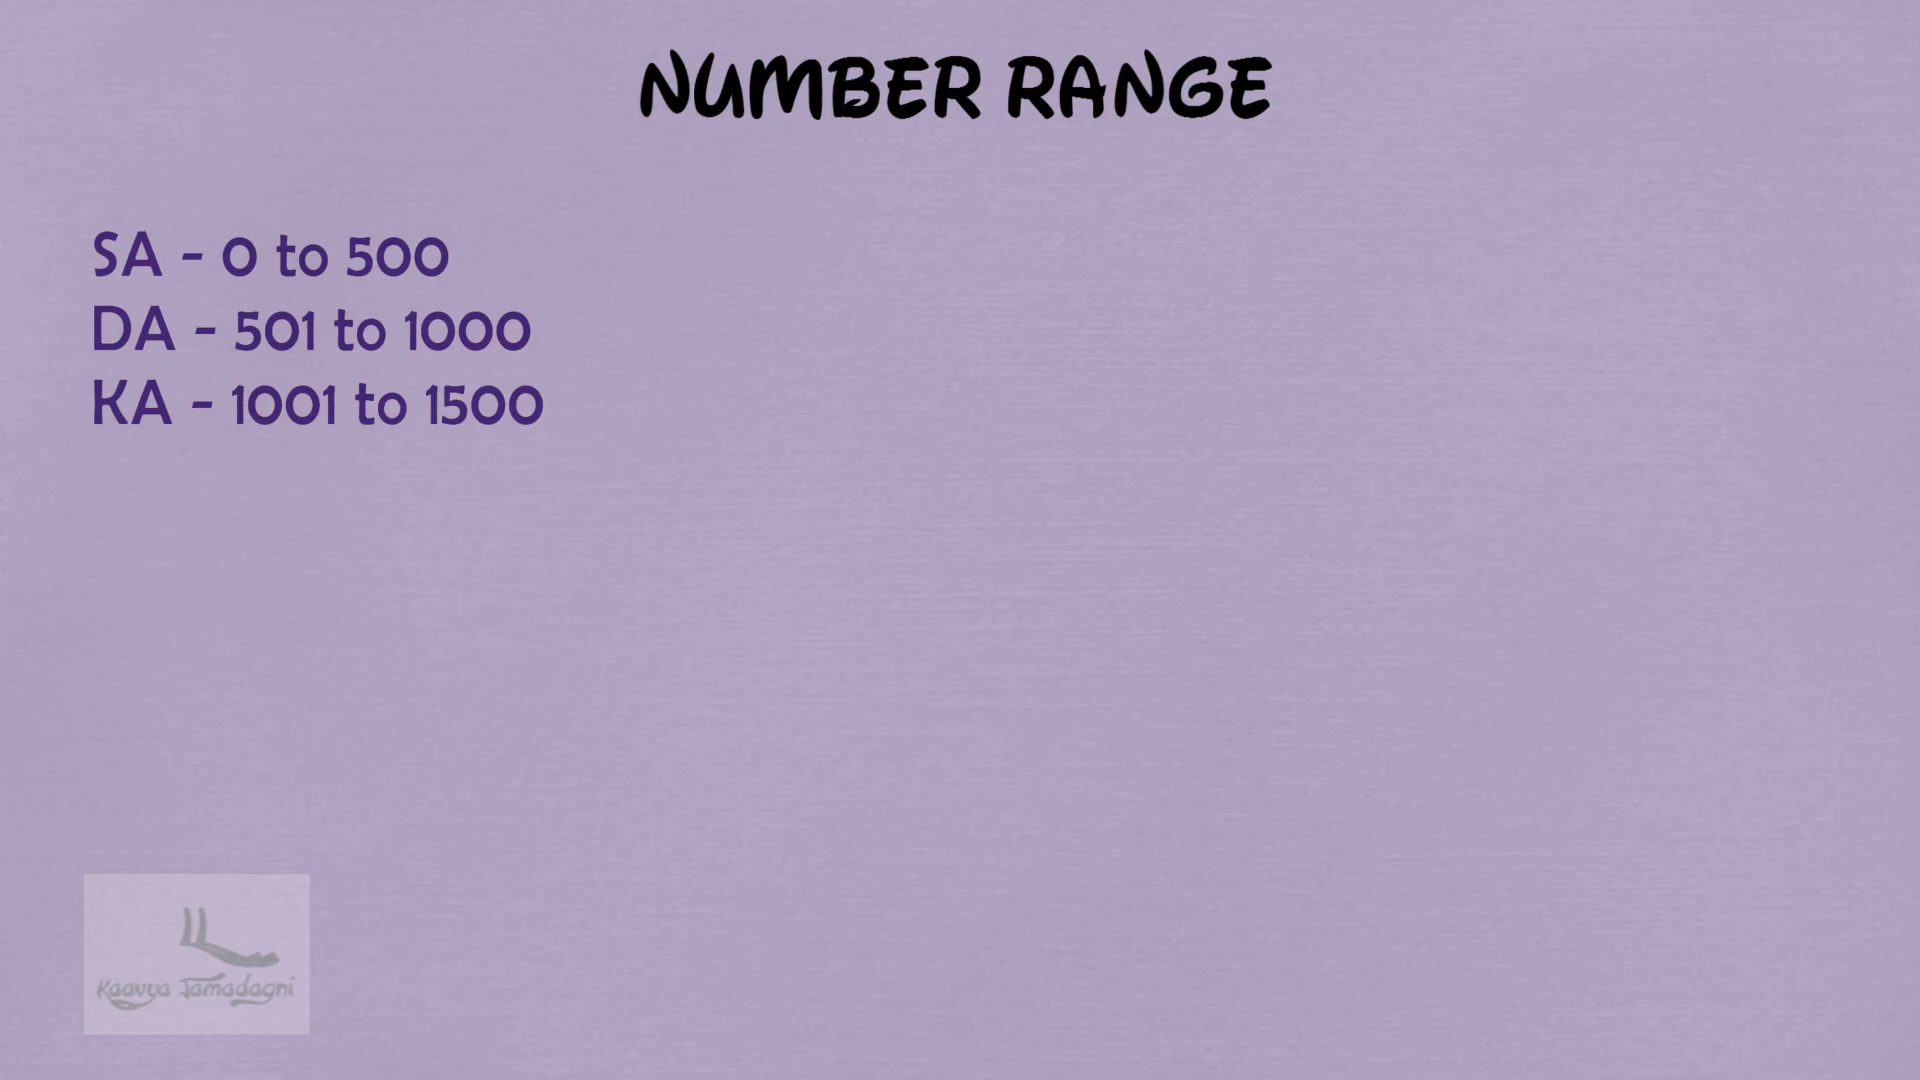 NUMBER RANGE
SA - 0 to 500
DA - 501 to 1000
KA - 1001 to 1500
Kaavya Jamadagni